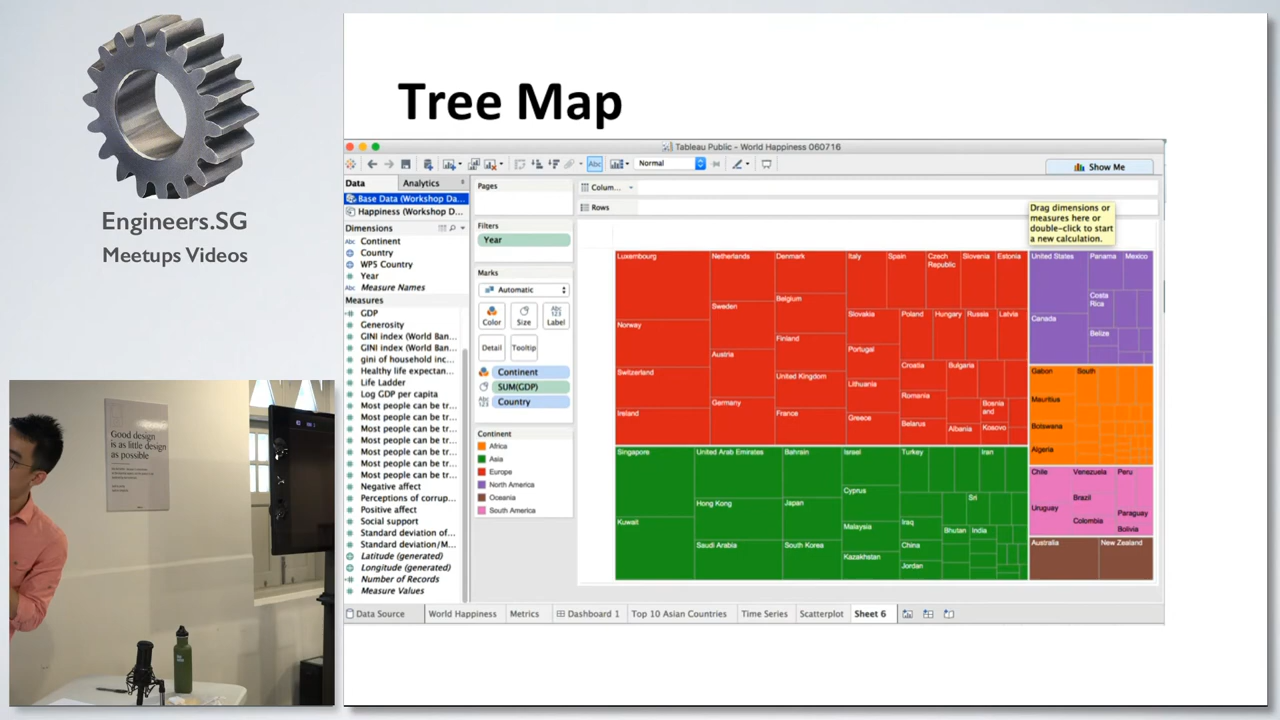 Engineers.SG
Meetups Videos
Good design
is as little design
as possible
Tree Map
Tableau Public - World Happiness 060716
Abc
Normal
Show Me
Data
Analytics
Base Data (Workshop Da...
Happiness (Workshop D...
Dimensions
Abc Continent
Country
WPS Country
Year
Abc Measure Names
Measures
GDP
Generosity
GINI index (World Ban...
GINI index (World Ban...
gini of household inc...
Healthy life expectan...
Life Ladder
Log GDP per capita
Most people can be tr...
Most people can be tr...
Most people can be tr...
Most people can be tr...
Most people can be tr...
Most people can be tr...
Most people can be tr...
Negative affect
Perceptions of corrup...
Positive affect
Social support
Standard deviation of...
Standard deviation/M...
Latitude (generated)
Longitude (generated)
Number of Records
Measure Values
Pages
Filters
Year
Marks
Automatic
Color
Size
Abc
123
Label
Detail
Tooltip
Continent
SUM(GDP)
Abc
123
Country
Continent
Africa
Asia
Europe
North America
Oceania
South America
Colum...
Rows
Drag dimensions or
measures here or
double-click to start
a new calculation.
Luxembourg
Norway
Switzerland
Ireland
Netherlands
Sweden
Austria
Germany
Denmark
Belgium
Finland
United Kingdom
France
Italy
Spain
Czech
Republic
Slovenia
Estonia
Slovakia
Portugal
Lithuania
Greece
Poland
Hungary
Russia
Latvia
Croatia
Romania
Belarus
Bulgaria
Albania
Bosnia
and
Kosovo
United States
Canada
Panama
Mexico
Costa
Rica
Belize
Gabon
South
Mauritius
Botswana
Algeria
Singapore
Kuwait
United Arab Emirates
Hong Kong
Saudi Arabia
Bahrain
Japan
South Korea
Israel
Cyprus
Malaysia
Kazakhstan
Turkey
Iran
Iraq
China
Jordan
Sri
Bhutan
India
Chile
Uruguay
Venezuela
Brazil
Colombia
Peru
Paraguay
Bolivia
Australia
New Zealand
Data Source
World Happiness
Metrics
Dashboard 1
Top 10 Asian Countries
Time Series
Scatterplot
Sheet 6